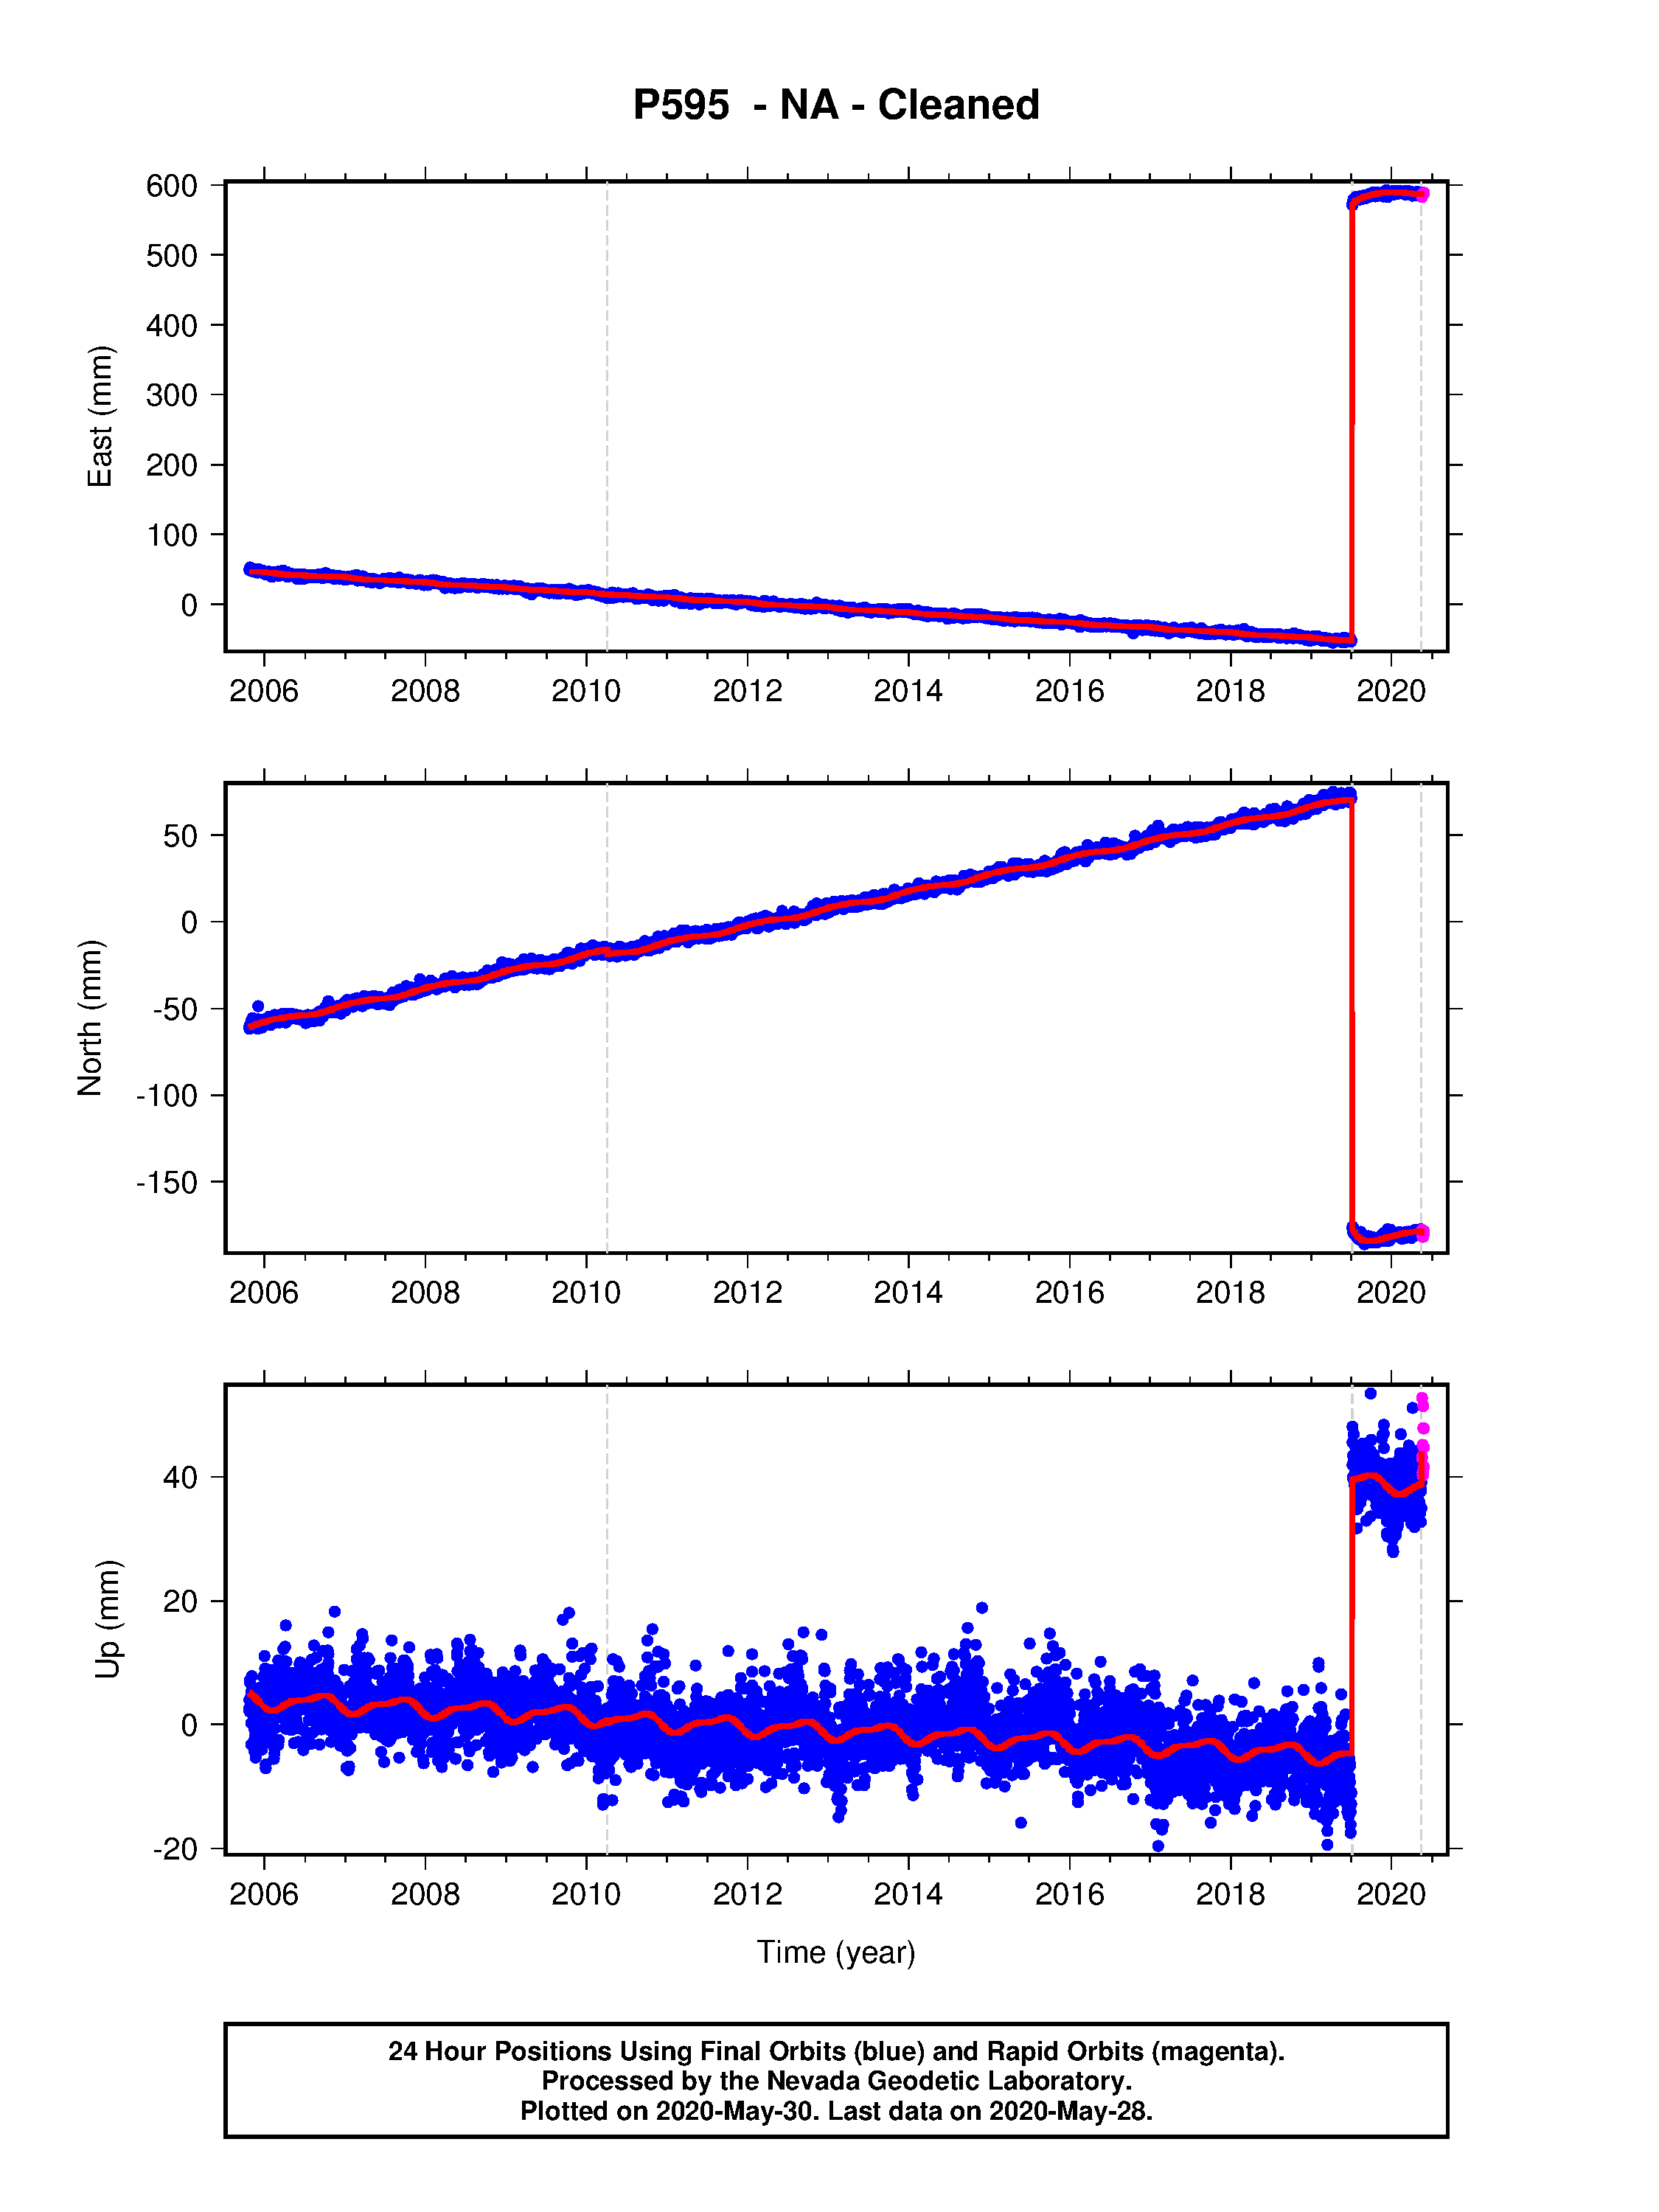 P595 - NA - Cleaned
600
500
400
300
200
100
0
East (mm)
2006 2008 2010 2012 2014 2016 2018 2020
50
0
-50
-100
-150
North (mm)
2006 2008 2010 2012 2014 2016 2018 2020
40
20
0
-20
Up (mm)
2006 2008 2010 2012 2014 2016 2018 2020
Time (year)
24 Hour Positions Using Final Orbits (blue) and Rapid Orbits (magenta).
Processed by the Nevada Geodetic Laboratory.
Plotted on 2020-May-30. Last data on 2020-May-28.